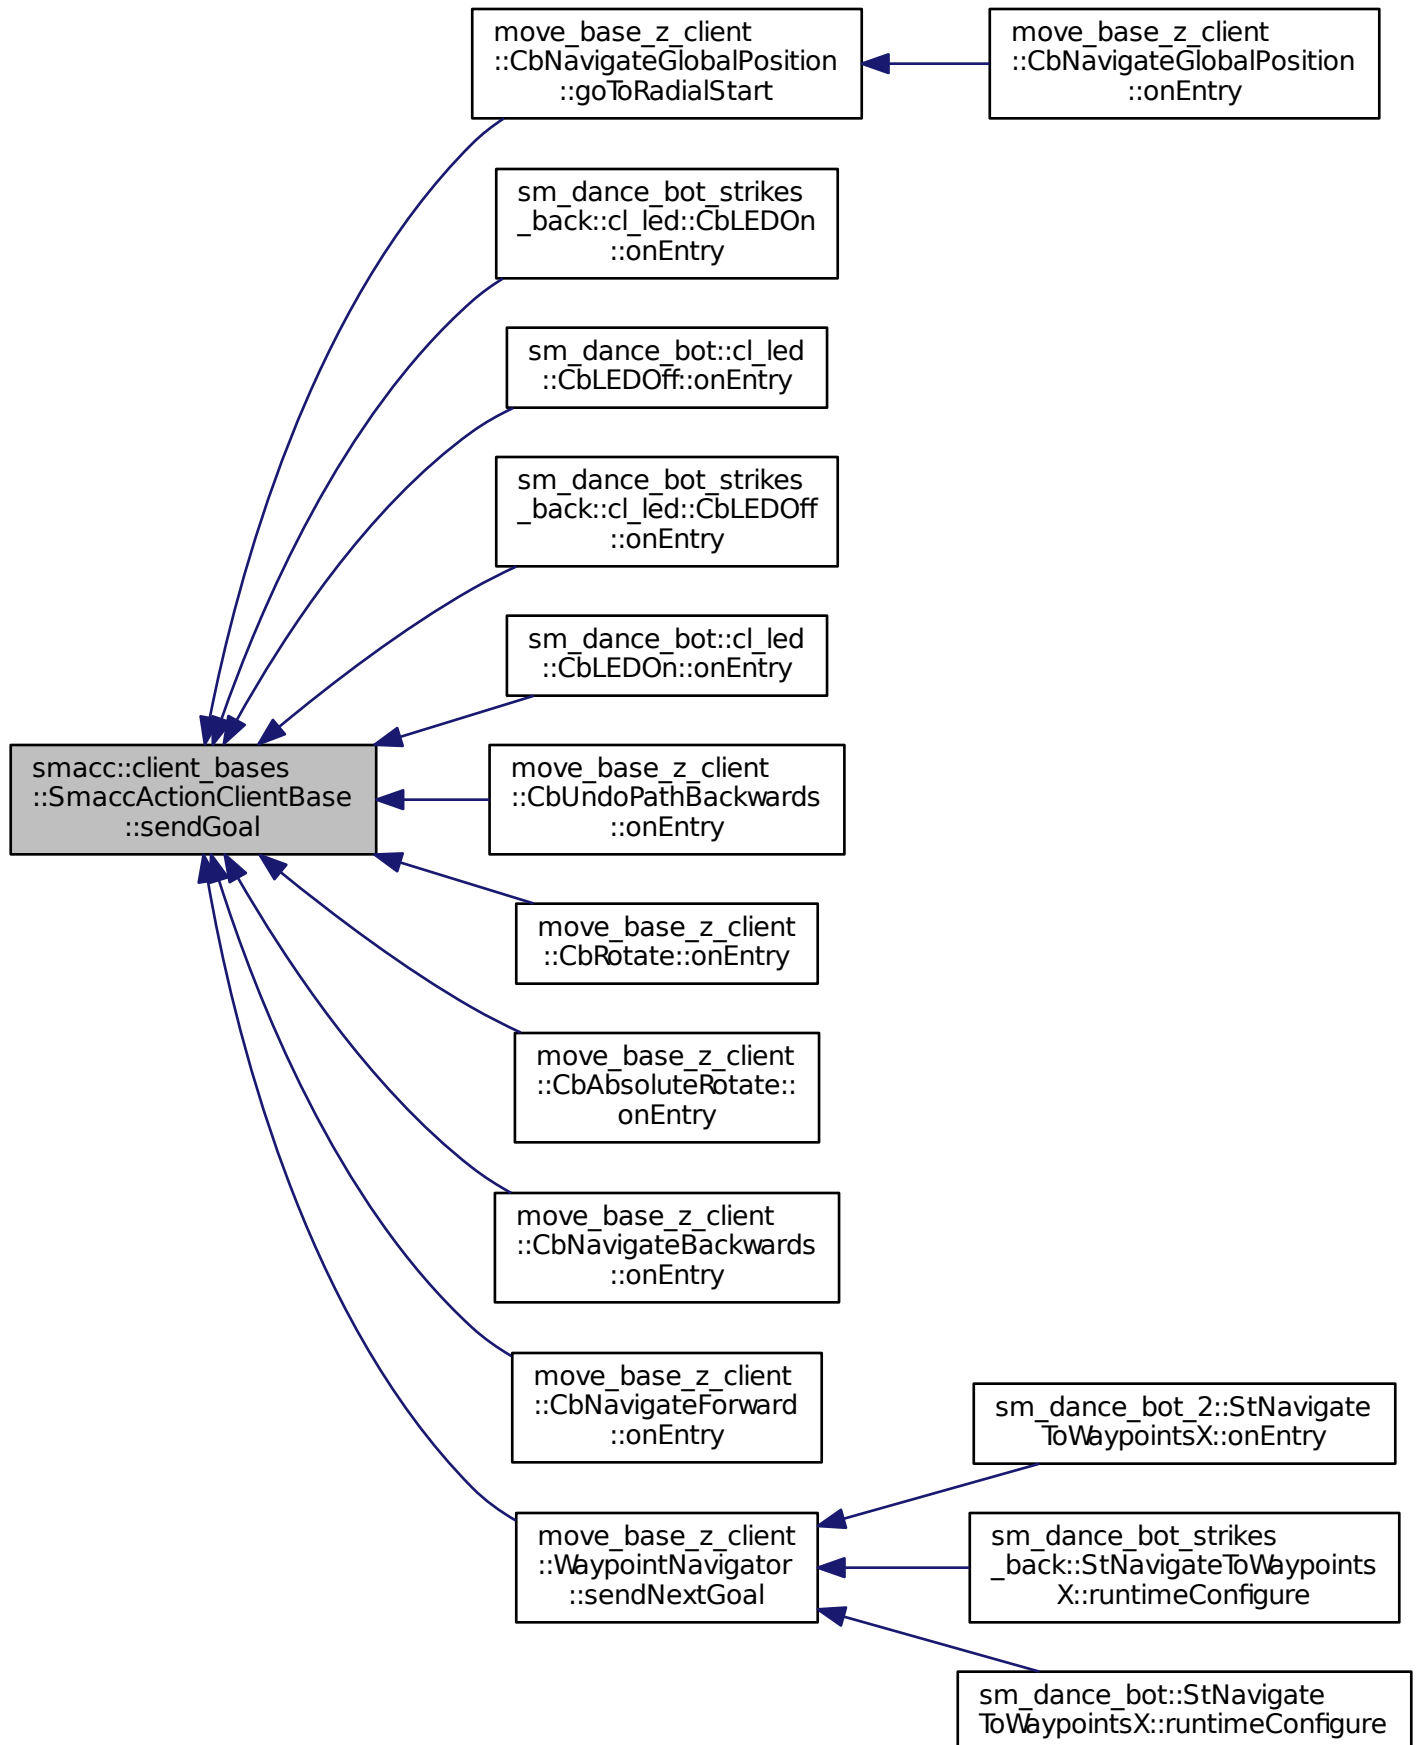 move_base_z_client
::CbNavigateGlobalPosition
::goToRadialStart
move_base_z_client
::CbNavigateGlobalPosition
::onEntry
sm_dance_bot_strikes
_back::cl_led::CbLEDOn
::onEntry
sm_dance_bot::cl_led
::CbLEDOff::onEntry
sm_dance_bot_strikes
_back::cl_led::CbLEDOff
::onEntry
sm_dance_bot::cl_led
::CbLEDOn::onEntry
smacc::client_bases
::SmaccActionClientBase
::sendGoal
move_base_z_client
::CbUndoPathBackwards
::onEntry
move_base_z_client
::CbRotate::onEntry
move_base_z_client
::CbAbsoluteRotate::
onEntry
move_base_z_client
::CbNavigateBackwards
::onEntry
move_base_z_client
::CbNavigateForward
::onEntry
sm_dance_bot_2::StNavigate
ToWaypointsX::onEntry
move_base_z_client
::WaypointNavigator
::sendNextGoal
sm_dance_bot_strikes
_back::StNavigateToWaypoints
X::runtimeConfigure
sm_dance_bot::StNavigate
ToWaypointsX::runtimeConfigure